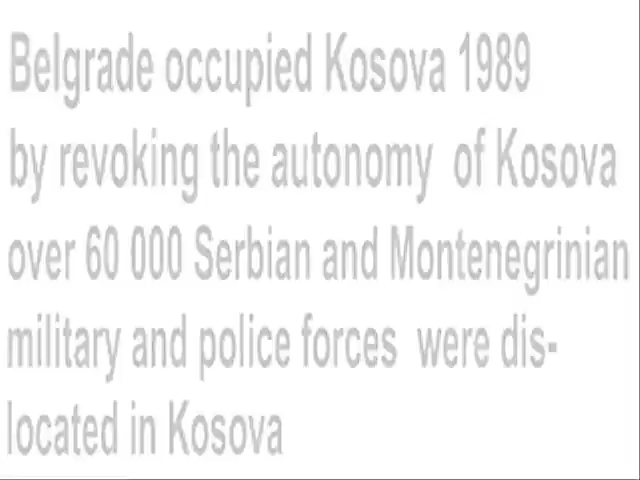 Belgrade occupied Kosova 1989
by revoking the autonomy of Kosova
over 60 000 Serbian and Montenegrinian
military and police forces were dis-
located in Kosova